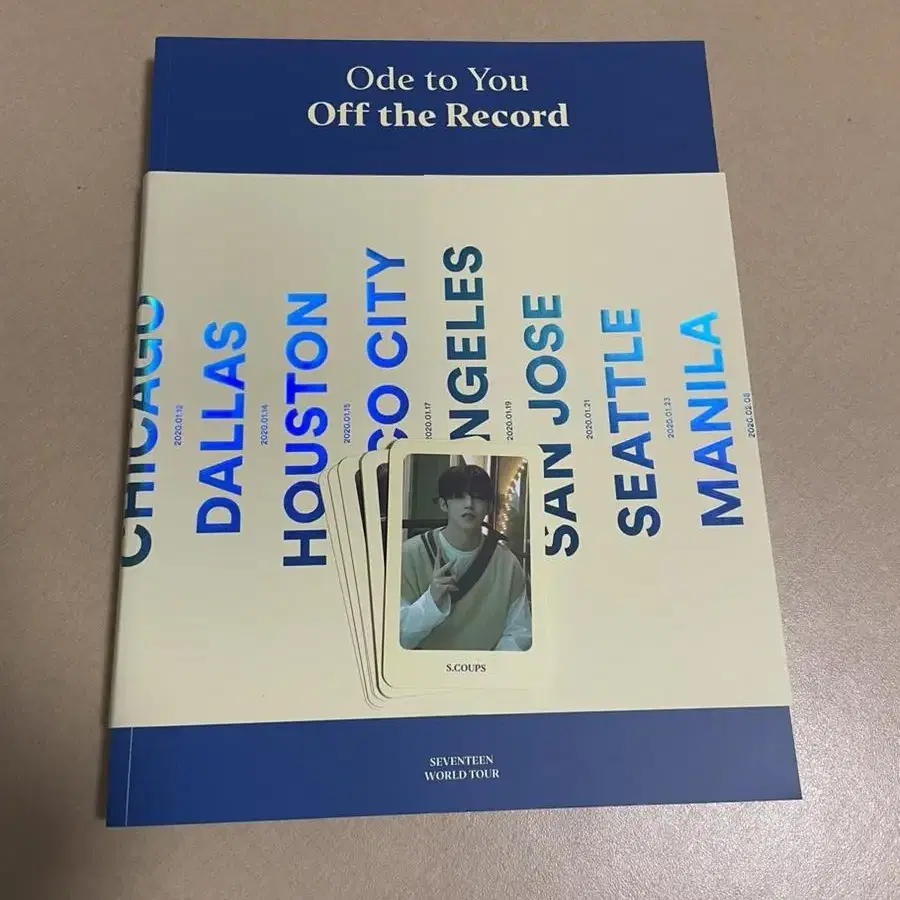 Ode to You
Off the Record
CHICAGO
2020.01.12
DALLAS
2020.01.14
HOUSTON
2020.01.15
CO CITY
2020.01.17
NGELES
2020.01.19
SAN JOSE
2020.01.21
SEATTLE
2020.01.23
MANILA
2020.02.08
S.COUPS
SEVENTEEN
WORLD TOUR